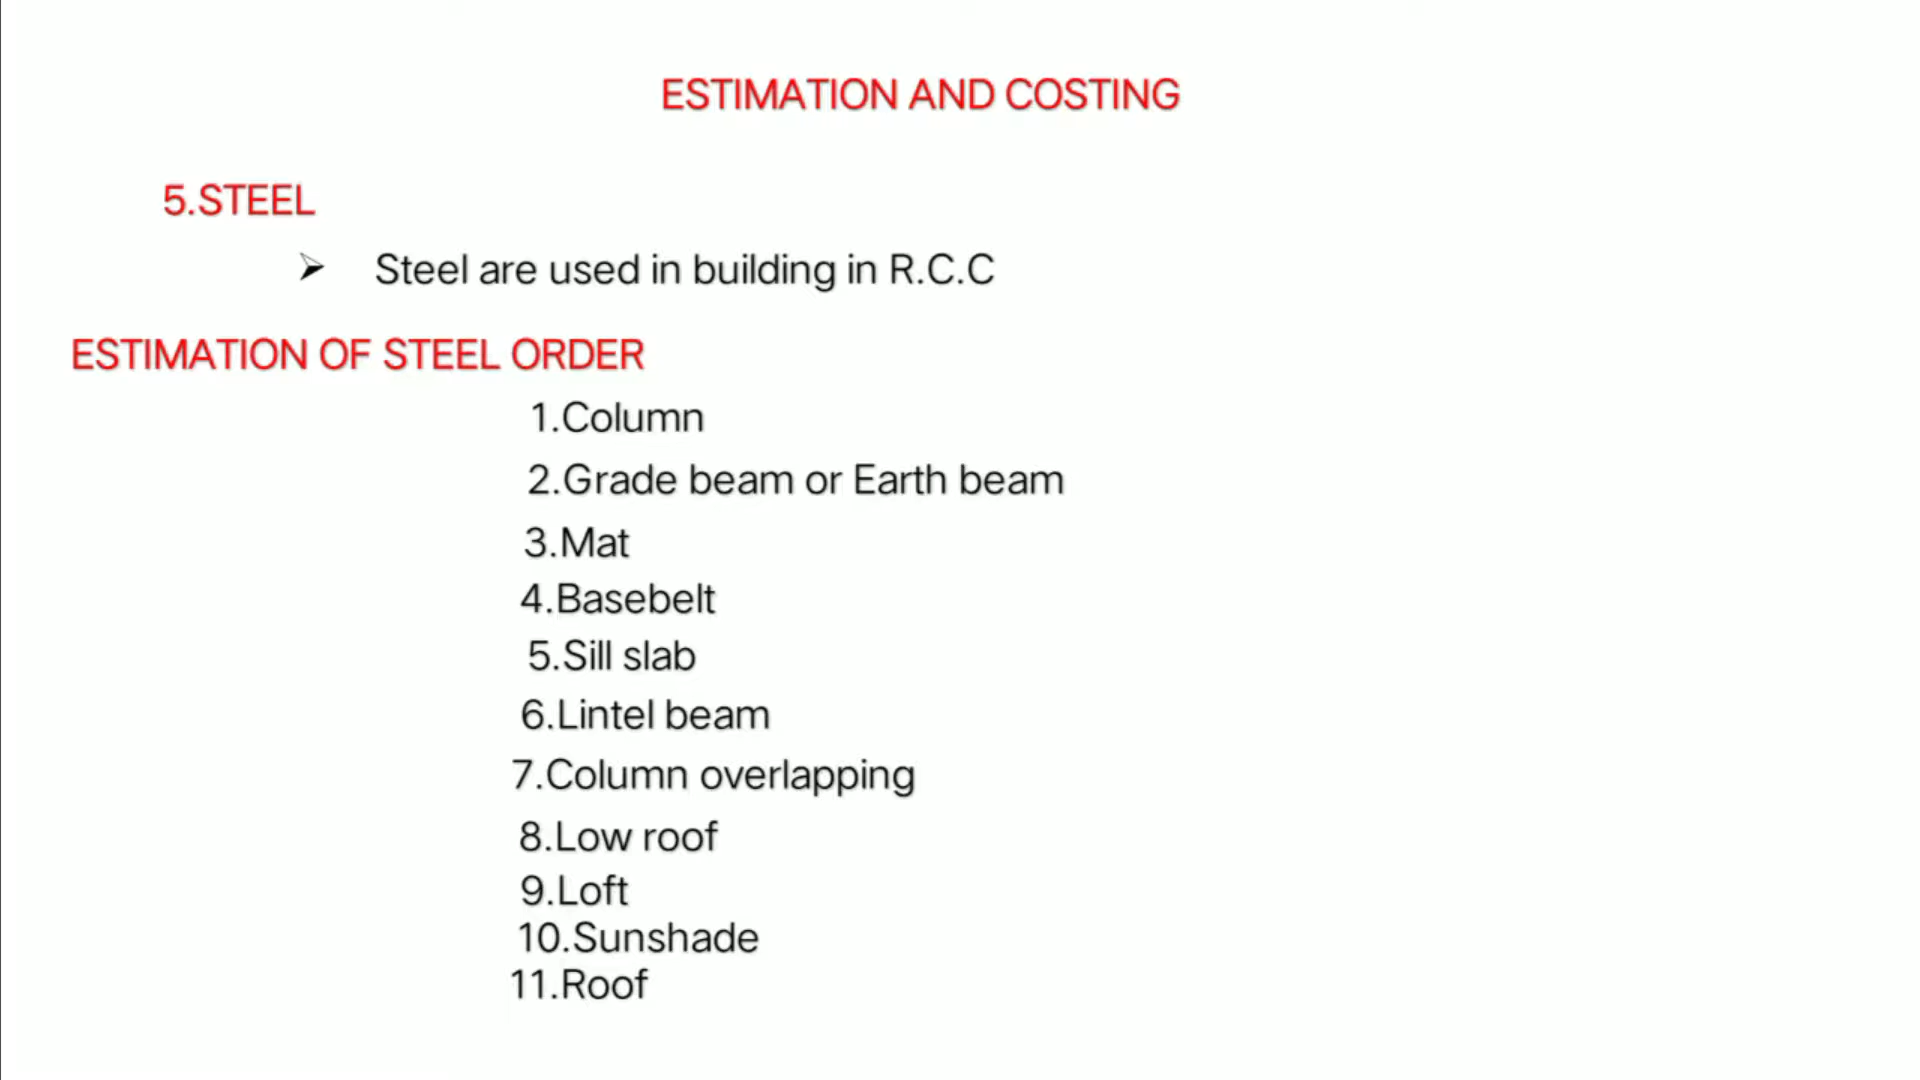 ESTIMATION AND COSTING
5.STEEL
➢ Steel are used in building in R.C.C
ESTIMATION OF STEEL ORDER
1.Column
2.Grade beam or Earth beam
3.Mat
4.Basebelt
5.Sill slab
6.Lintel beam
7.Column overlapping
8.Low roof
9.Loft
10.Sunshade
11.Roof